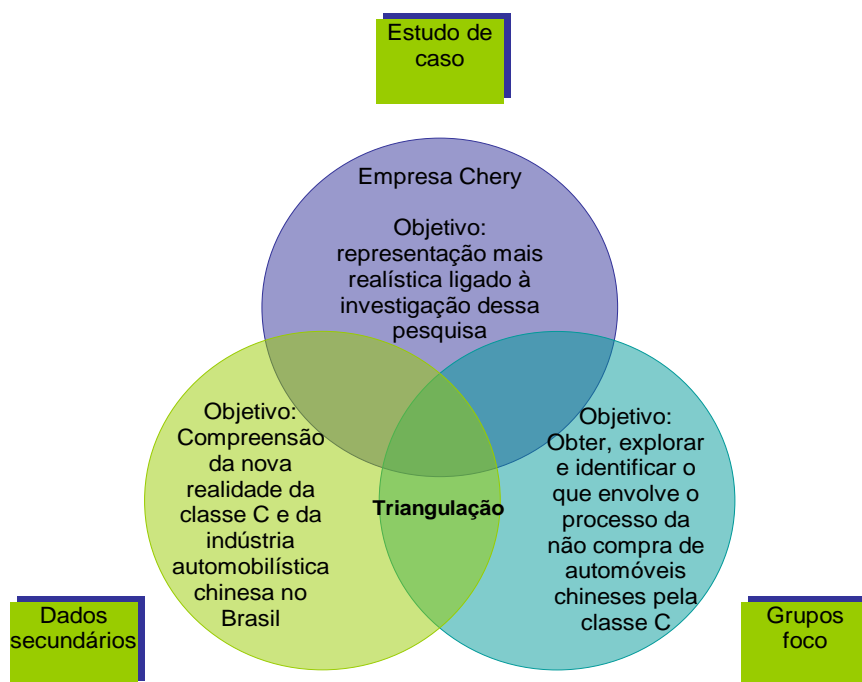 Estudo de
caso
Empresa Chery
Objetivo:
representação mais
realística ligado à
investigação dessa
pesquisa
Objetivo:
Compreensão
da nova
realidade da
classe C e da
indústria
automobilística
chinesa no
Brasil
Triangulação
Objetivo:
Obter, explorar
e identificar o
que envolve o
processo da
não compra de
automóveis
chineses pela
classe C
Dados
secundários
Grupos
foco